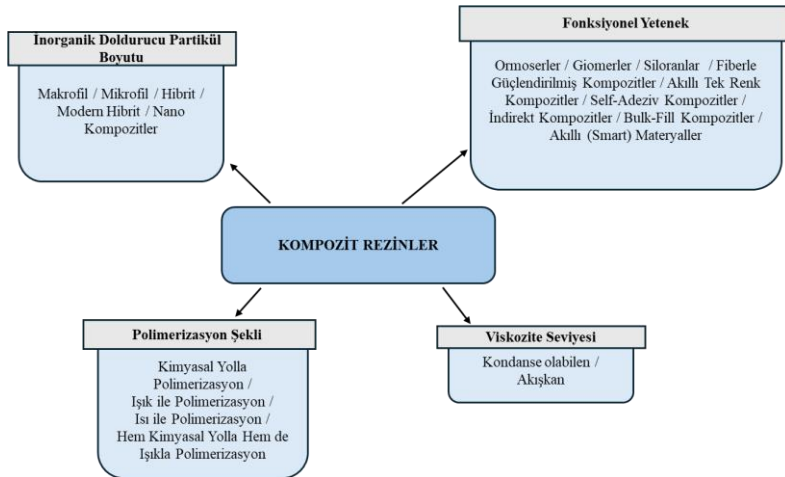 İnorganik Doldurucu Partikül
Boyutu
Makrofil / Mikrofil / Hibrit /
Modern Hibrit / Nano
Kompozitler
Fonksiyonel Yetenek
Ormoserler / Giomerler / Siloranlar / Fiberle
Güçlendirilmiş Kompozitler / Akıllı Tek Renk
Kompozitler / Self-Adeziv Kompozitler /
İndirekt Kompozitler / Bulk-Fill Kompozitler /
Akıllı (Smart) Materyaller
KOMPOZİT REZİNLER
Polimerizasyon Şekli
Kimyasal Yolla
Polimerizasyon /
Işık ile Polimerizasyon /
Isı ile Polimerizasyon /
Hem Kimyasal Yolla Hem de
Işıkla Polimerizasyon
Viskozite Seviyesi
Kondanse olabilen /
Akışkan